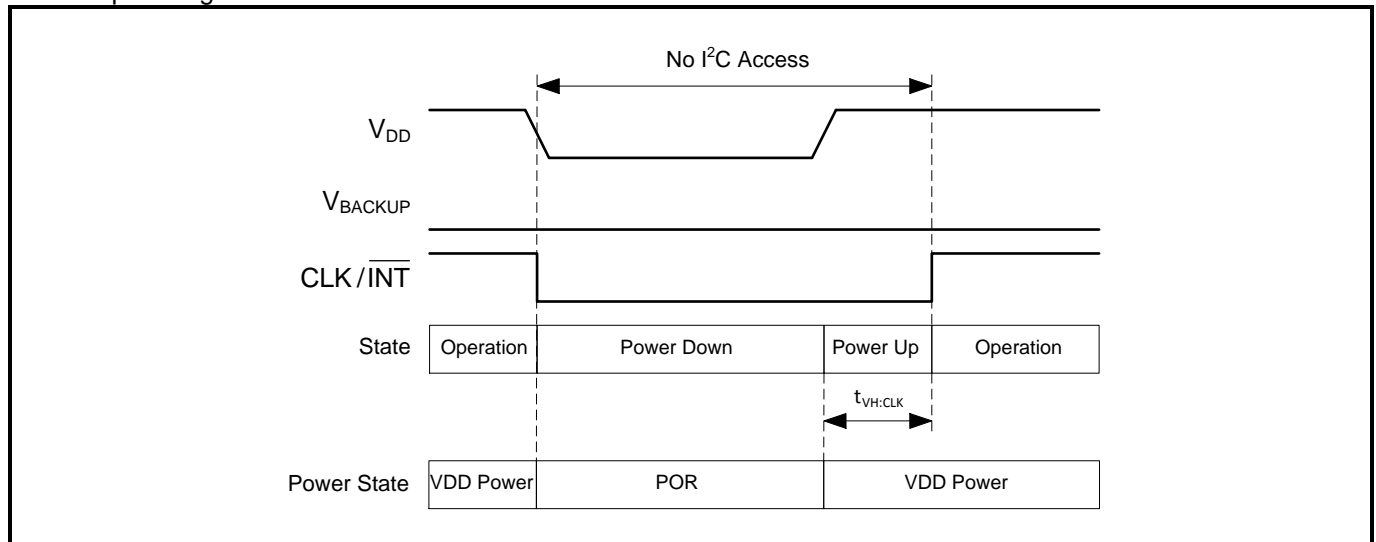 No I²C Access
V_DD
V_BACKUP
CLK/I̅N̅T̅
State Operation Power Down Power Up Operation
t_VH:CLK
Power State VDD Power POR VDD Power